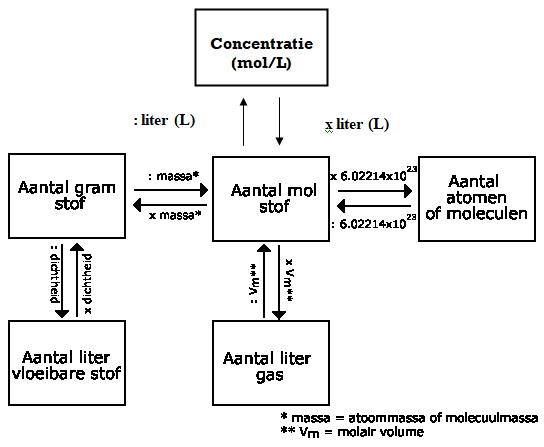 Concentratie
(mol/L)
: liter (L)
x liter (L)
Aantal gram
stof
: massa*
x massa*
Aantal mol
stof
x 6.02214x10²³
: 6.02214x10²³
Aantal
atomen
of moleculen
: dichtheid
x dichtheid
: Vm**
x Vm**
Aantal liter
vloeibare stof
Aantal liter
gas
* massa = atoommassa of molecuulmassa
** Vm = molair volume